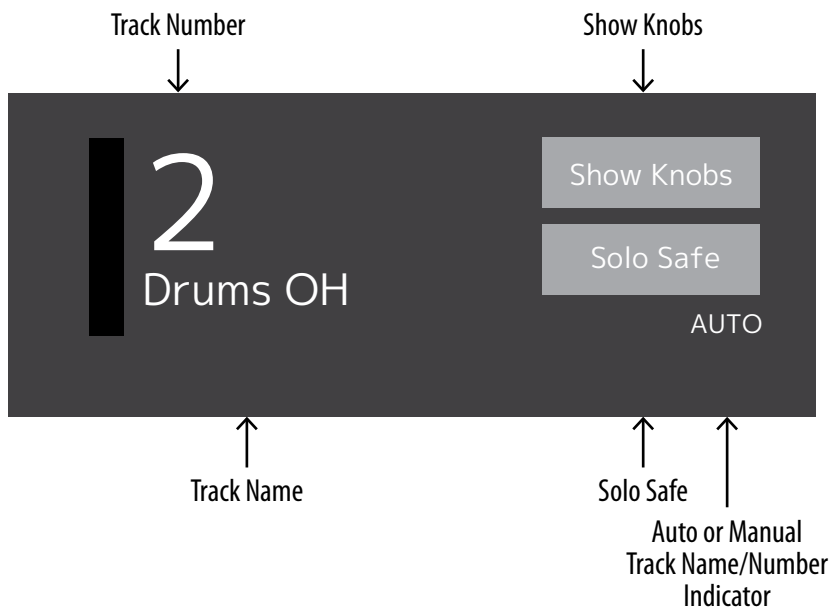 Track Number
Show Knobs
2
Show Knobs
Solo Safe
Drums OH
AUTO
Track Name
Solo Safe
Auto or Manual
Track Name/Number
Indicator